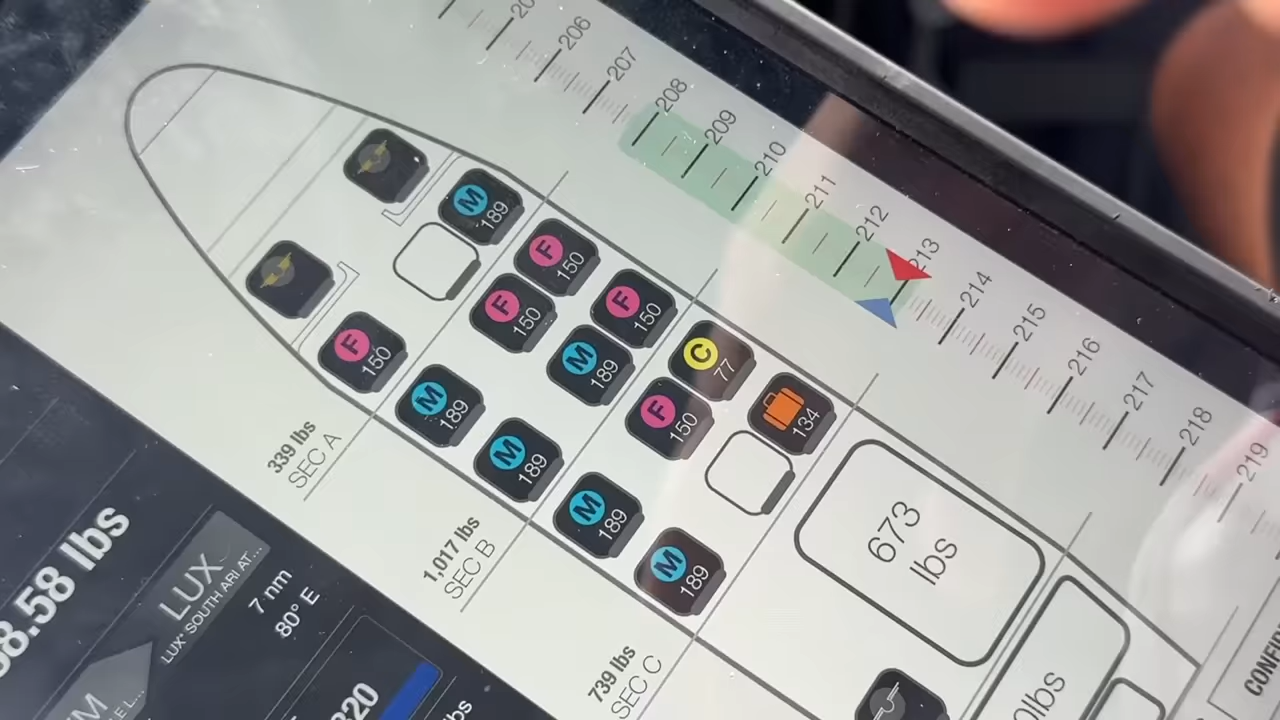 206
207
208
209
210
211
212
213
214
215
216
217
218
219
M
189
F
150
F
150
F
150
F
150
M
189
M
189
M
189
C
77
F
150
134
M
189
M
189
339 lbs
SEC A
1,017 lbs
SEC B
739 lbs
SEC C
673
lbs
8.58 lbs
LUX
LUX* SOUTH ARI AT...
7 nm
80° E
lbs